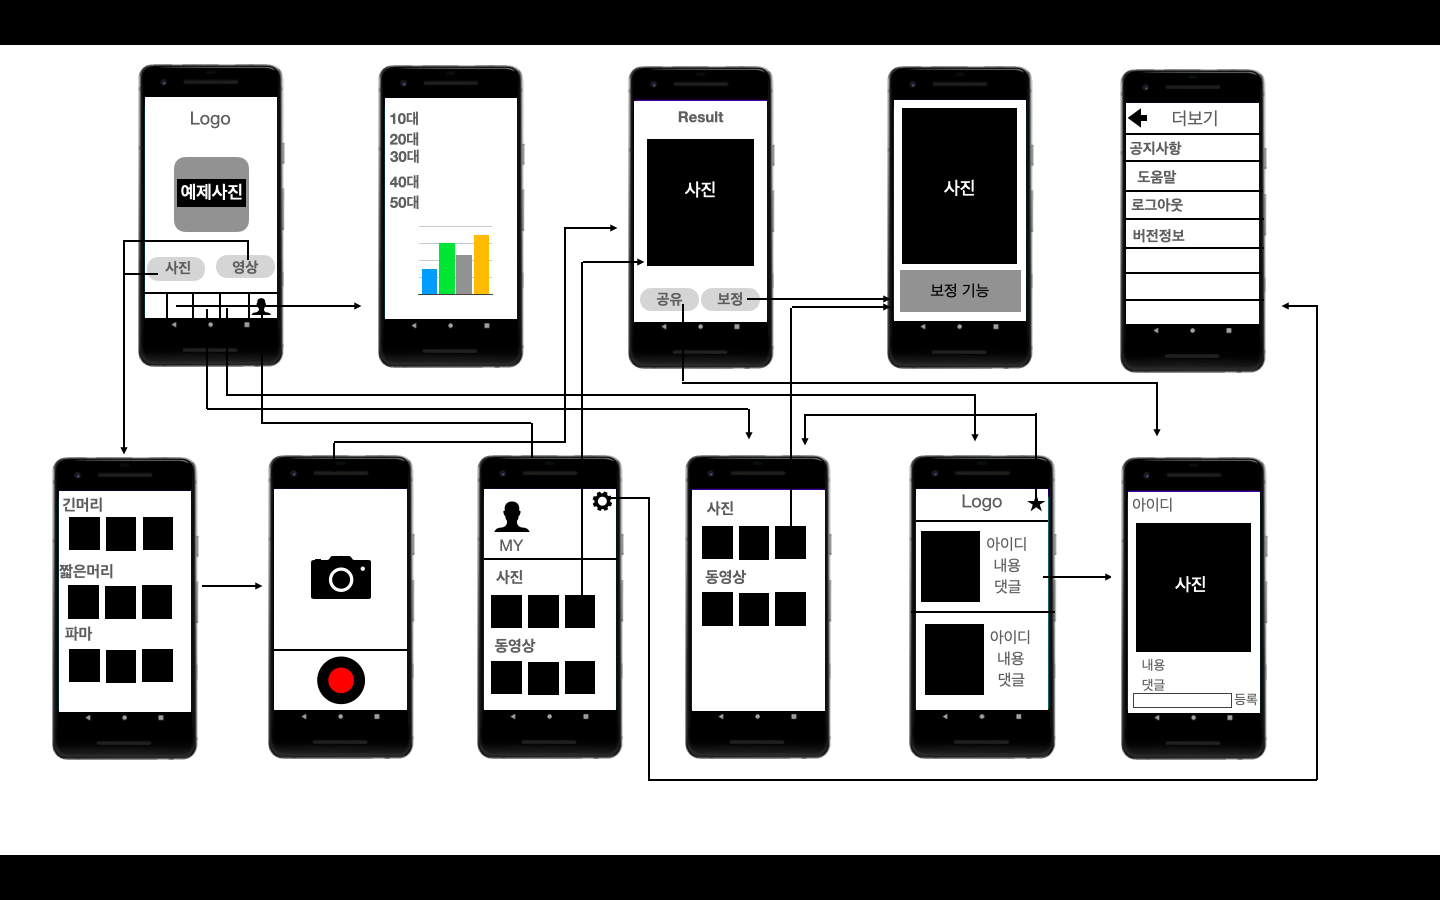 Logo
예제사진
사진
영상
10대
20대
30대
40대
50대
Result
사진
공유
보정
사진
보정 기능
더보기
공지사항
도움말
로그아웃
버전정보
긴머리
짧은머리
파마
MY
사진
동영상
사진
동영상
Logo
아이디
내용
댓글
아이디
내용
댓글
아이디
사진
내용
댓글
등록